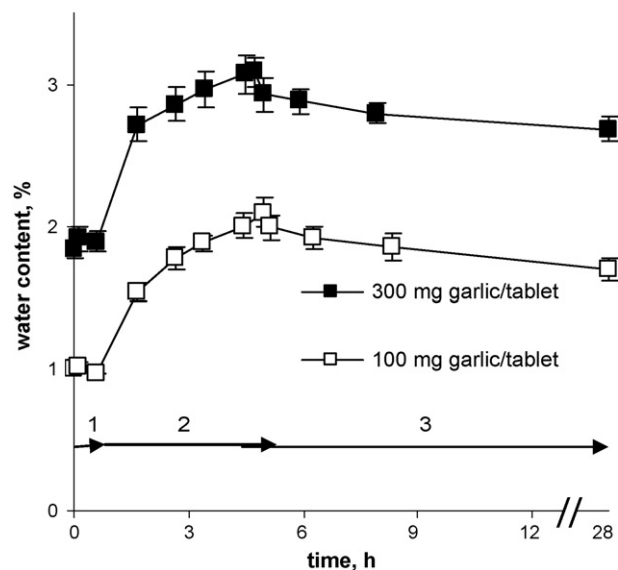 3
2
1
0
water content, %
300 mg garlic/tablet
100 mg garlic/tablet
1 2 3
0 3 6 9 12 28
time, h